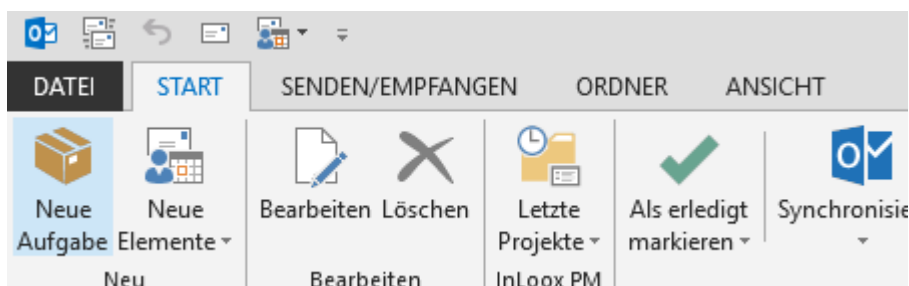 DATEI START SENDEN/EMPFANGEN ORDNER ANSICHT
Neue Neue Bearbeiten Löschen Letzte Als erledigt Synchronisie
Aufgabe Elemente Projekte markieren
Neu Bearbeiten InLoox PM